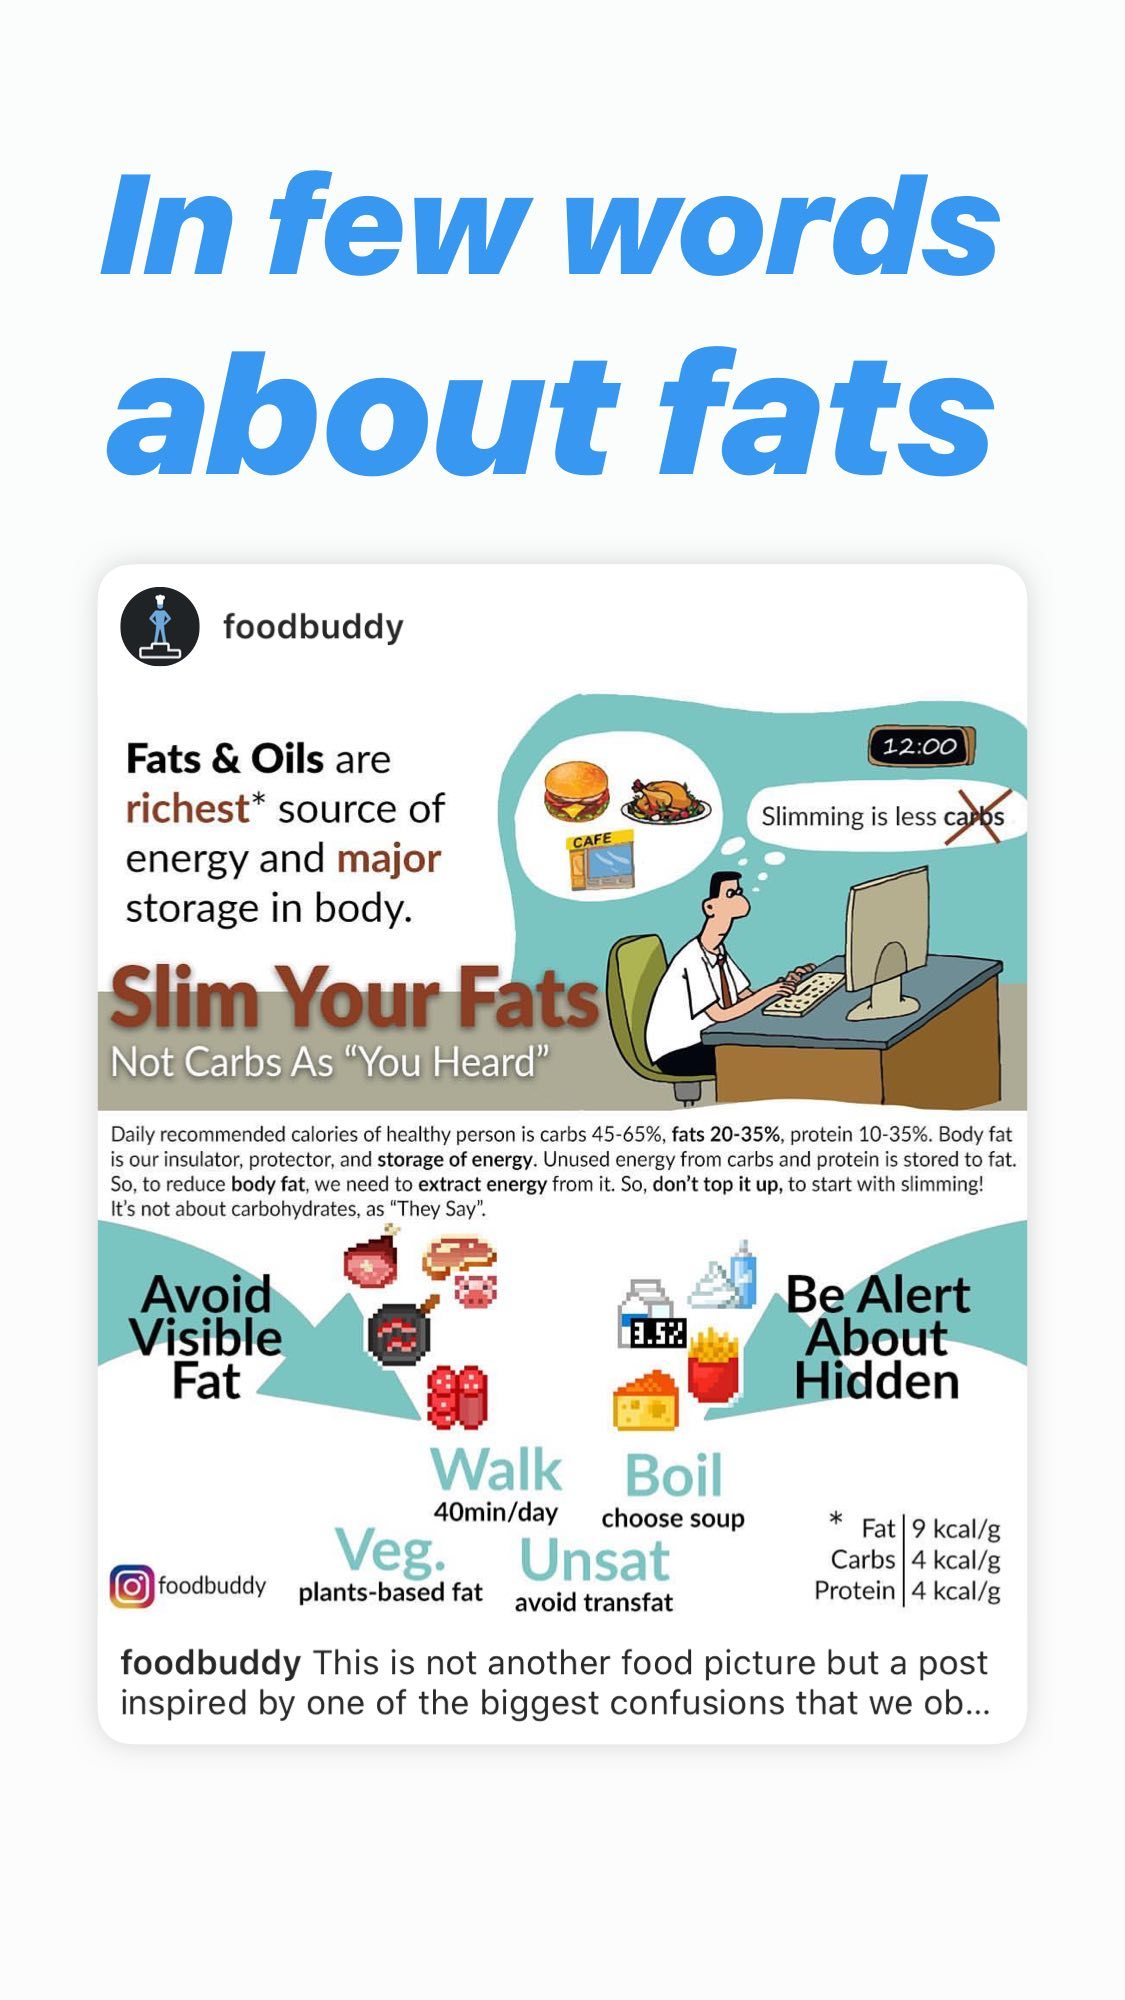 In few words
about fats
foodbuddy
Fats & Oils are
richest* source of
energy and major
storage in body.
12:00
CAFE
Slimming is less carbs
Slim Your Fats
Not Carbs As “You Heard”
Daily recommended calories of healthy person is carbs 45-65%, fats 20-35%, protein 10-35%. Body fat
is our insulator, protector, and storage of energy. Unused energy from carbs and protein is stored to fat.
So, to reduce body fat, we need to extract energy from it. So, don’t top it up, to start with slimming!
It’s not about carbohydrates, as “They Say”.
Avoid
Visible
Fat
3.5%
Be Alert
About
Hidden
Walk
40min/day
Boil
choose soup
Veg.
plants-based fat
Unsat
avoid transfat
* Fat 9 kcal/g
Carbs 4 kcal/g
Protein 4 kcal/g
foodbuddy
foodbuddy This is not another food picture but a post
inspired by one of the biggest confusions that we ob...